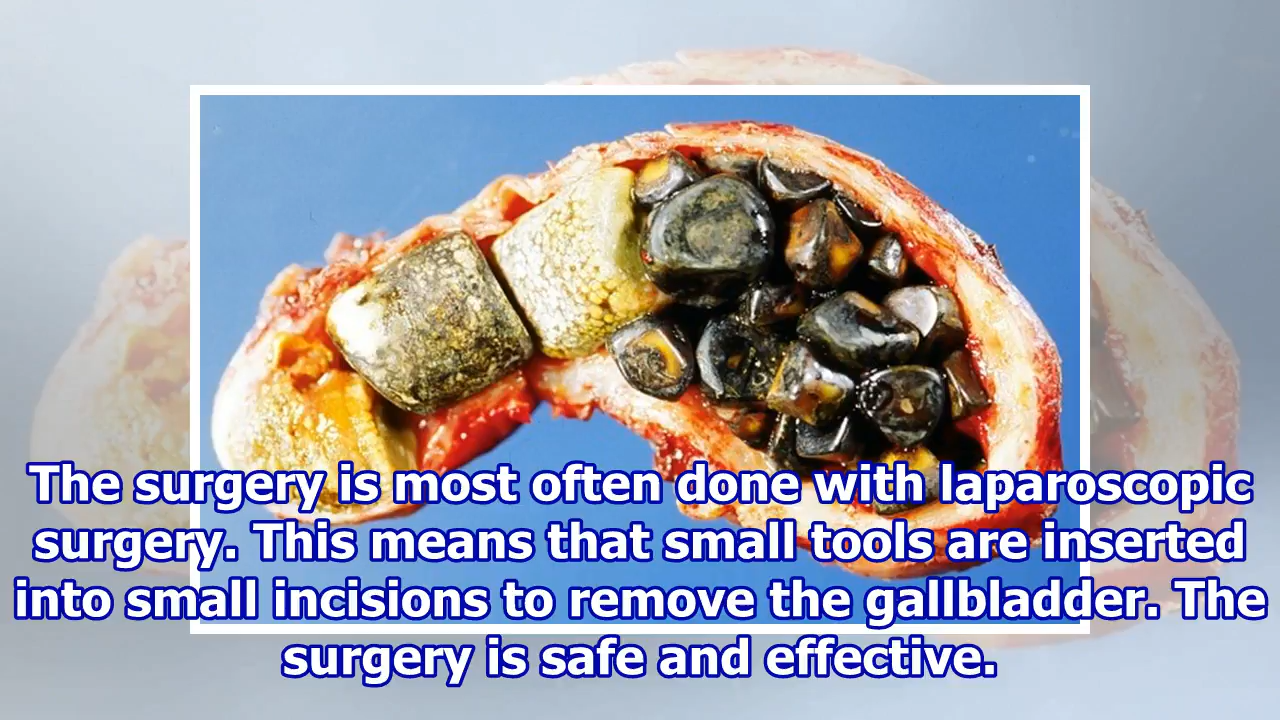 The surgery is most often done with laparoscopic
surgery. This means that small tools are inserted
into small incisions to remove the gallbladder. The
surgery is safe and effective.